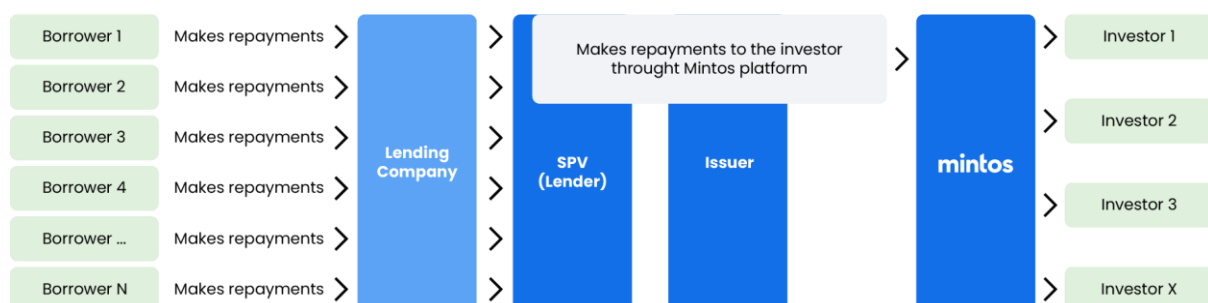 Borrower 1
Makes repayments
Makes repayments to the investor
throught Mintos platform
Investor 1
Borrower 2
Makes repayments
Investor 2
Borrower 3
Makes repayments
Lending
Company
SPV
(Lender)
Issuer
mintos
Borrower 4
Makes repayments
Investor 3
Borrower ...
Makes repayments
Borrower N
Makes repayments
Investor X